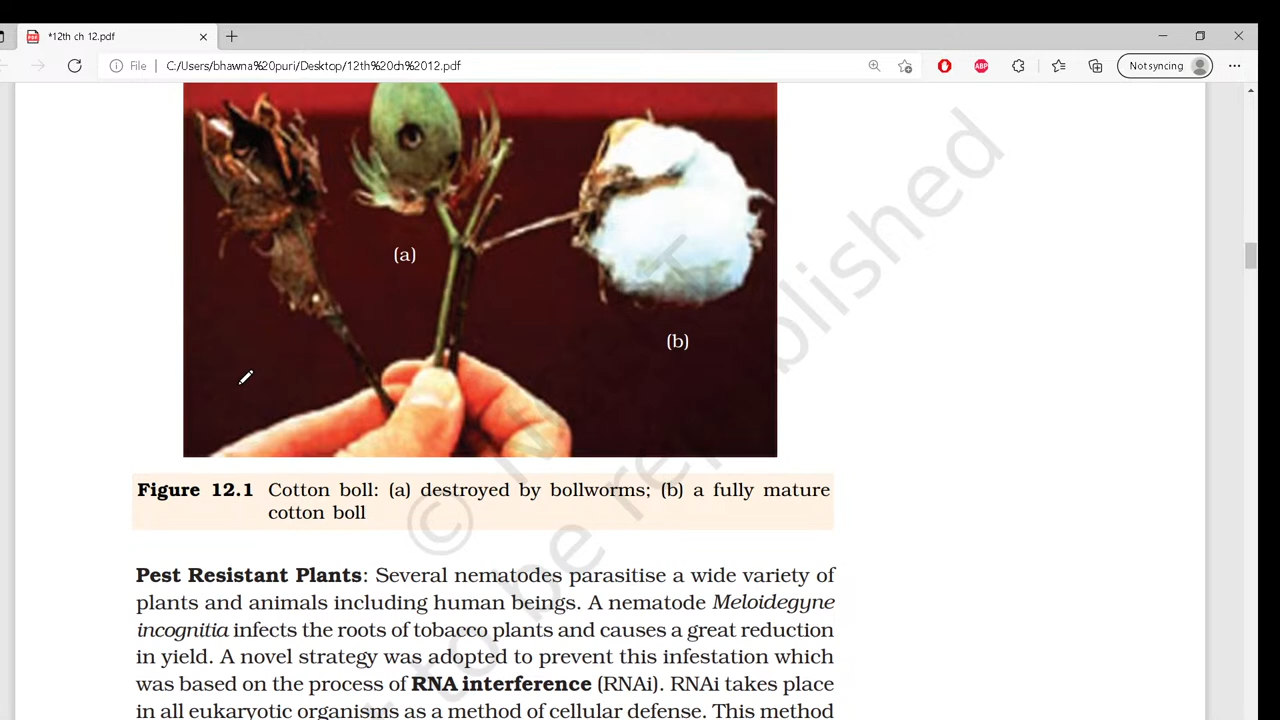 *12th ch 12.pdf
File C:/Users/bhawna%20puri/Desktop/12th%20ch%2012.pdf
ABP
Not syncing
(a)
(b)
Figure 12.1 Cotton boll: (a) destroyed by bollworms; (b) a fully mature
cotton boll
Pest Resistant Plants: Several nematodes parasitise a wide variety of
plants and animals including human beings. A nematode Meloidegyne
incognitia infects the roots of tobacco plants and causes a great reduction
in yield. A novel strategy was adopted to prevent this infestation which
was based on the process of RNA interference (RNAi). RNAi takes place
in all eukaryotic organisms as a method of cellular defense. This method